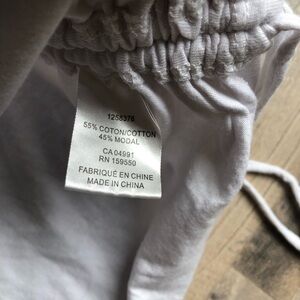 1258376
55% COTON/COTTON
45% MODAL
CA 04991
RN 159550
FABRIQUÉ EN CHINE
MADE IN CHINA